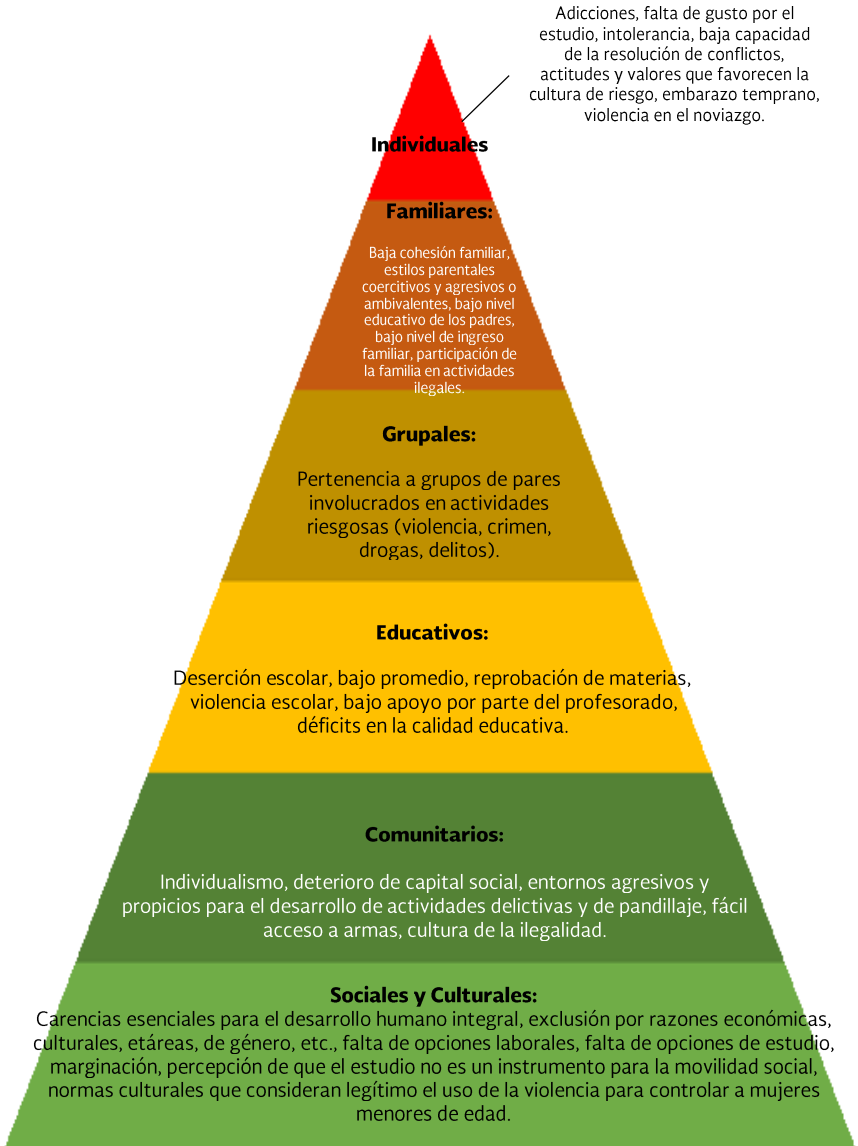 Adicciones, falta de gusto por el
estudio, intolerancia, baja capacidad
de la resolución de conflictos,
actitudes y valores que favorecen la
cultura de riesgo, embarazo temprano,
violencia en el noviazgo.
Individuales
Familiares:
Baja cohesión familiar,
estilos parentales
coercitivos y agresivos o
ambivalentes, bajo nivel
educativo de los padres,
bajo nivel de ingreso
familiar, participación de
la familia en actividades
ilegales.
Grupales:
Pertenencia a grupos de pares
involucrados en actividades
riesgosas (violencia, crimen,
drogas, delitos).
Educativos:
Deserción escolar, bajo promedio, reprobación de materias,
violencia escolar, bajo apoyo por parte del profesorado,
déficits en la calidad educativa.
Comunitarios:
Individualismo, deterioro de capital social, entornos agresivos y
propicios para el desarrollo de actividades delictivas y de pandillaje, fácil
acceso a armas, cultura de la ilegalidad.
Sociales y Culturales:
Carencias esenciales para el desarrollo humano integral, exclusión por razones económicas,
culturales, etáreas, de género, etc., falta de opciones laborales, falta de opciones de estudio,
marginación, percepción de que el estudio no es un instrumento para la movilidad social,
normas culturales que consideran legítimo el uso de la violencia para controlar a mujeres
menores de edad.